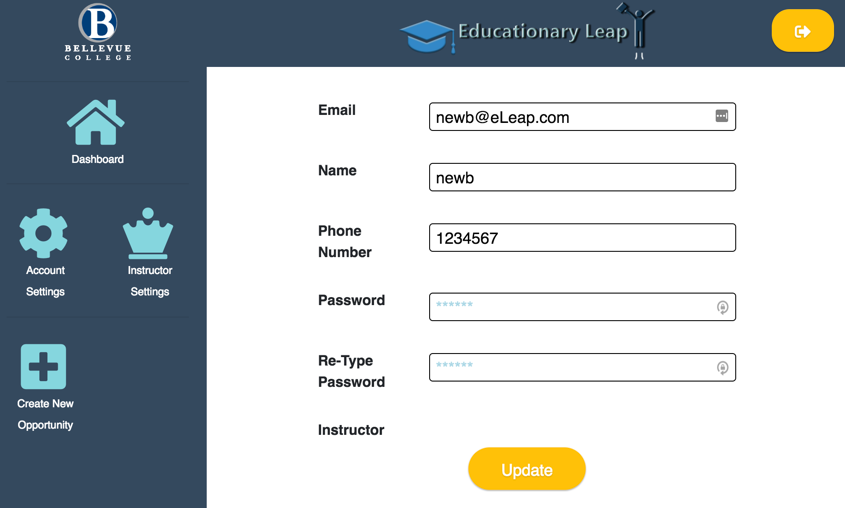 B
BELLEVUE
COLLEGE
Educationary Leap
Dashboard
Account
Settings
Instructor
Settings
Create New
Opportunity
Email
newb@eLeap.com
Name
newb
Phone
Number
1234567
Password
******
Re-Type
Password
******
Instructor
Update